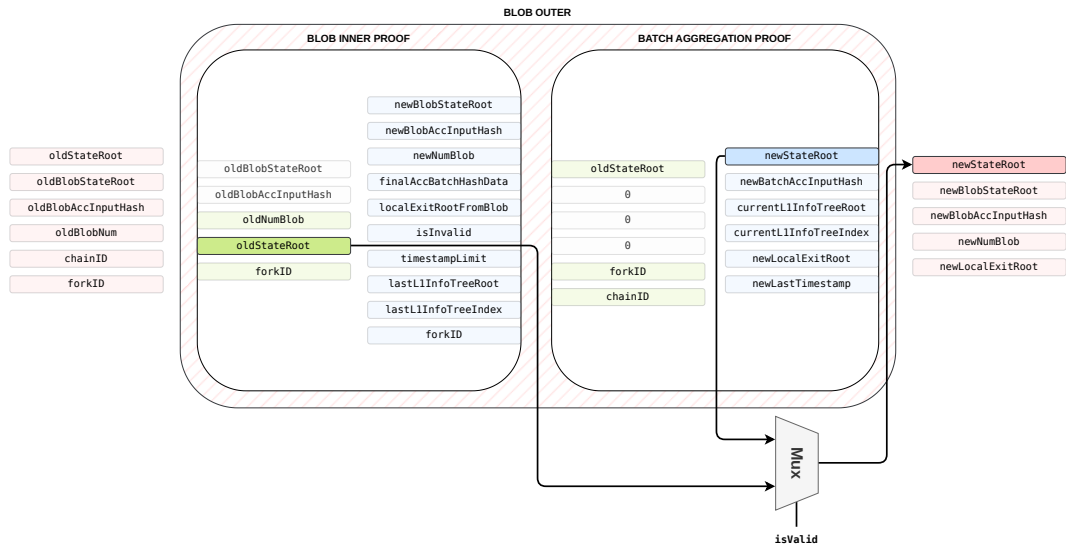 BLOB OUTER
BLOB INNER PROOF
BATCH AGGREGATION PROOF
oldStateRoot
oldBlobStateRoot
oldBlobAccInputHash
oldBlobNum
chainID
forkID
oldBlobStateRoot
oldBlobAccInputHash
oldNumBlob
oldStateRoot
forkID
newBlobStateRoot
newBlobAccInputHash
newNumBlob
finalAccBatchHashData
localExitRootFromBlob
isInvalid
timestampLimit
lastL1InfoTreeRoot
lastL1InfoTreeIndex
forkID
oldStateRoot
0
0
0
forkID
chainID
newStateRoot
newBatchAccInputHash
currentL1InfoTreeRoot
currentL1InfoTreeIndex
newLocalExitRoot
newLastTimestamp
newStateRoot
newBlobStateRoot
newBlobAccInputHash
newNumBlob
newLocalExitRoot
Mux
isValid